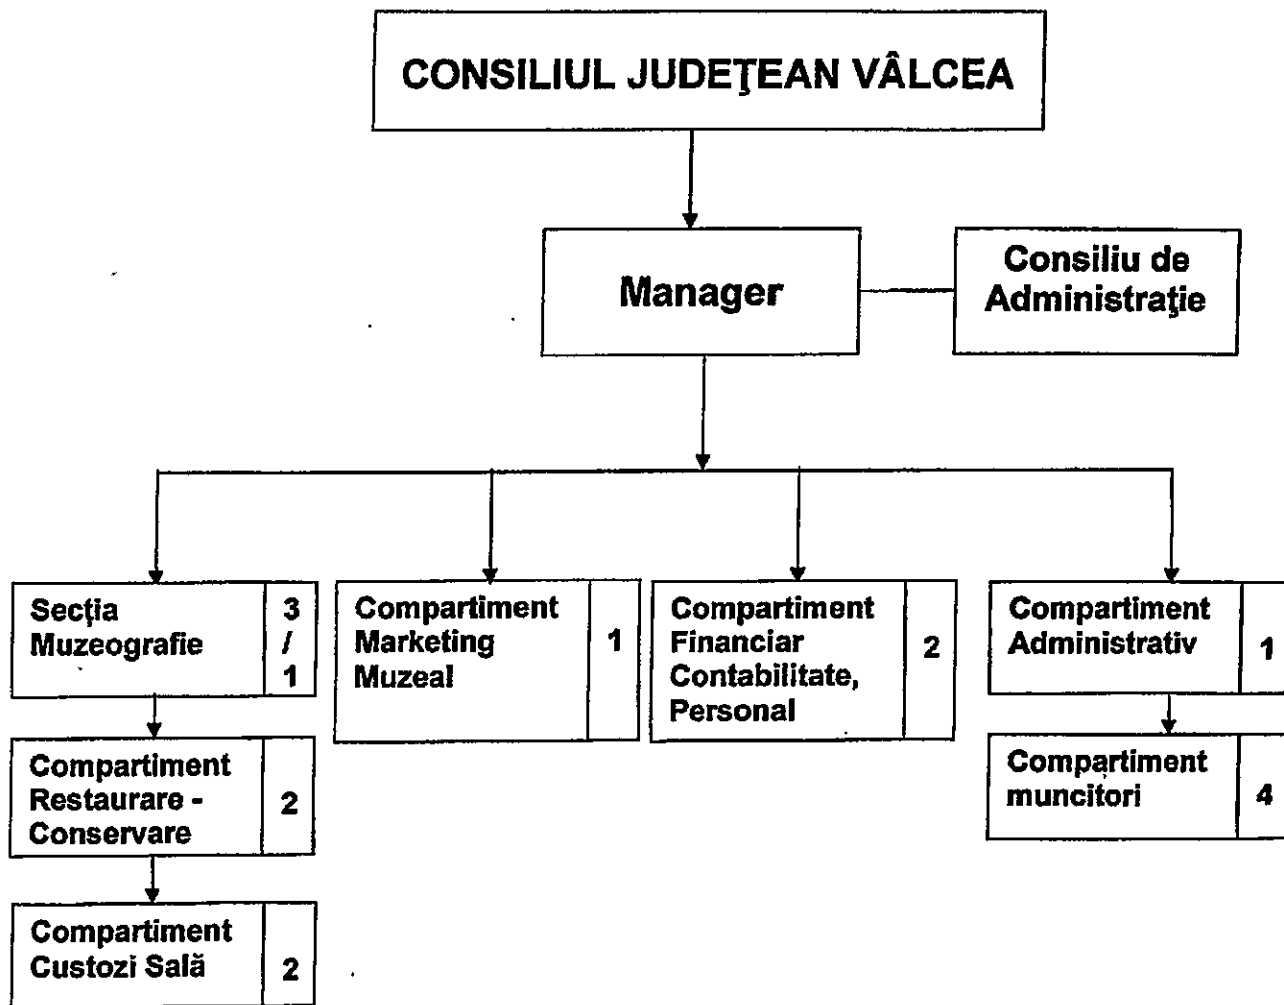 CONSILIUL JUDEŢEAN VÂLCEA
Manager
Consiliu de
Administraţie
Secţia
Muzeografie
3
/
1
Compartiment
Marketing
Muzeal
1
Compartiment
Financiar
Contabilitate,
Personal
2
Compartiment
Administrativ
1
Compartiment
Restaurare -
Conservare
2
Compartiment
muncitori
4
Compartiment
Custozi Sală
2